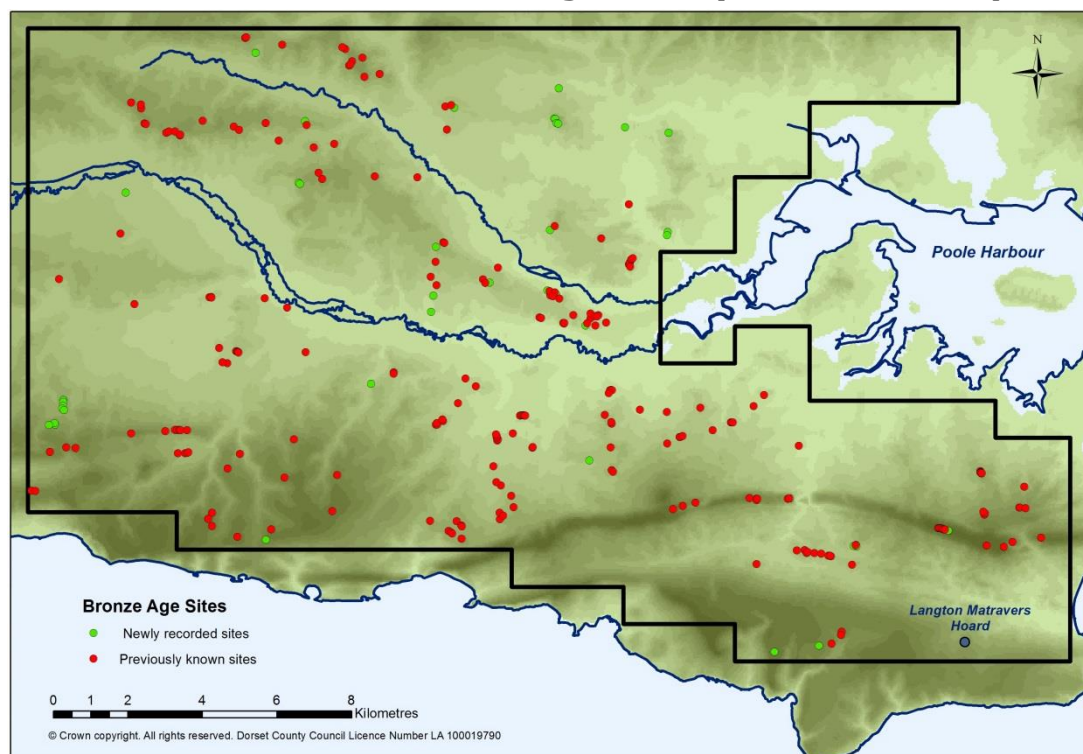 N
Poole Harbour
Langton Matravers
Hoard
Bronze Age Sites
Newly recorded sites
Previously known sites
0 1 2 4 6 8
Kilometres
© Crown copyright. All rights reserved. Dorset County Council Licence Number LA 100019790